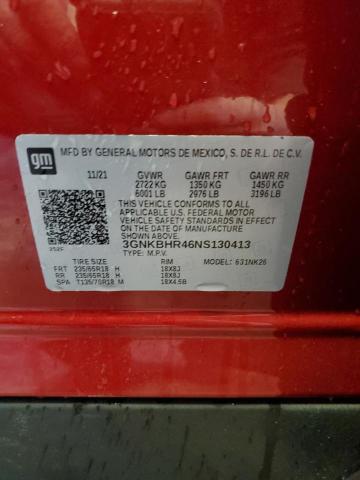 gm
MFD BY GENERAL MOTORS DE MEXICO, S. DE R.L. DE C.V.
11/21 GVWR GAWR FRT GAWR RR
2722 KG 1350 KG 1450 KG
6001 LB 2976 LB 3196 LB
THIS VEHICLE CONFORMS TO ALL APPLICABLE
U.S. FEDERAL MOTOR
VEHICLE SAFETY STANDARDS IN EFFECT ON
THE DATE OF MANUFACTURE
SHOWN ABOVE.
3GNKBHR46NS130413
TYPE: M.P.V.
252F
TIRE SIZE RIM MODEL: 631NK26
FRT 235/65R18 H 18X8J
RR 235/65R18 H 18X8J
SPA T135/70R18 M 18X4.5B